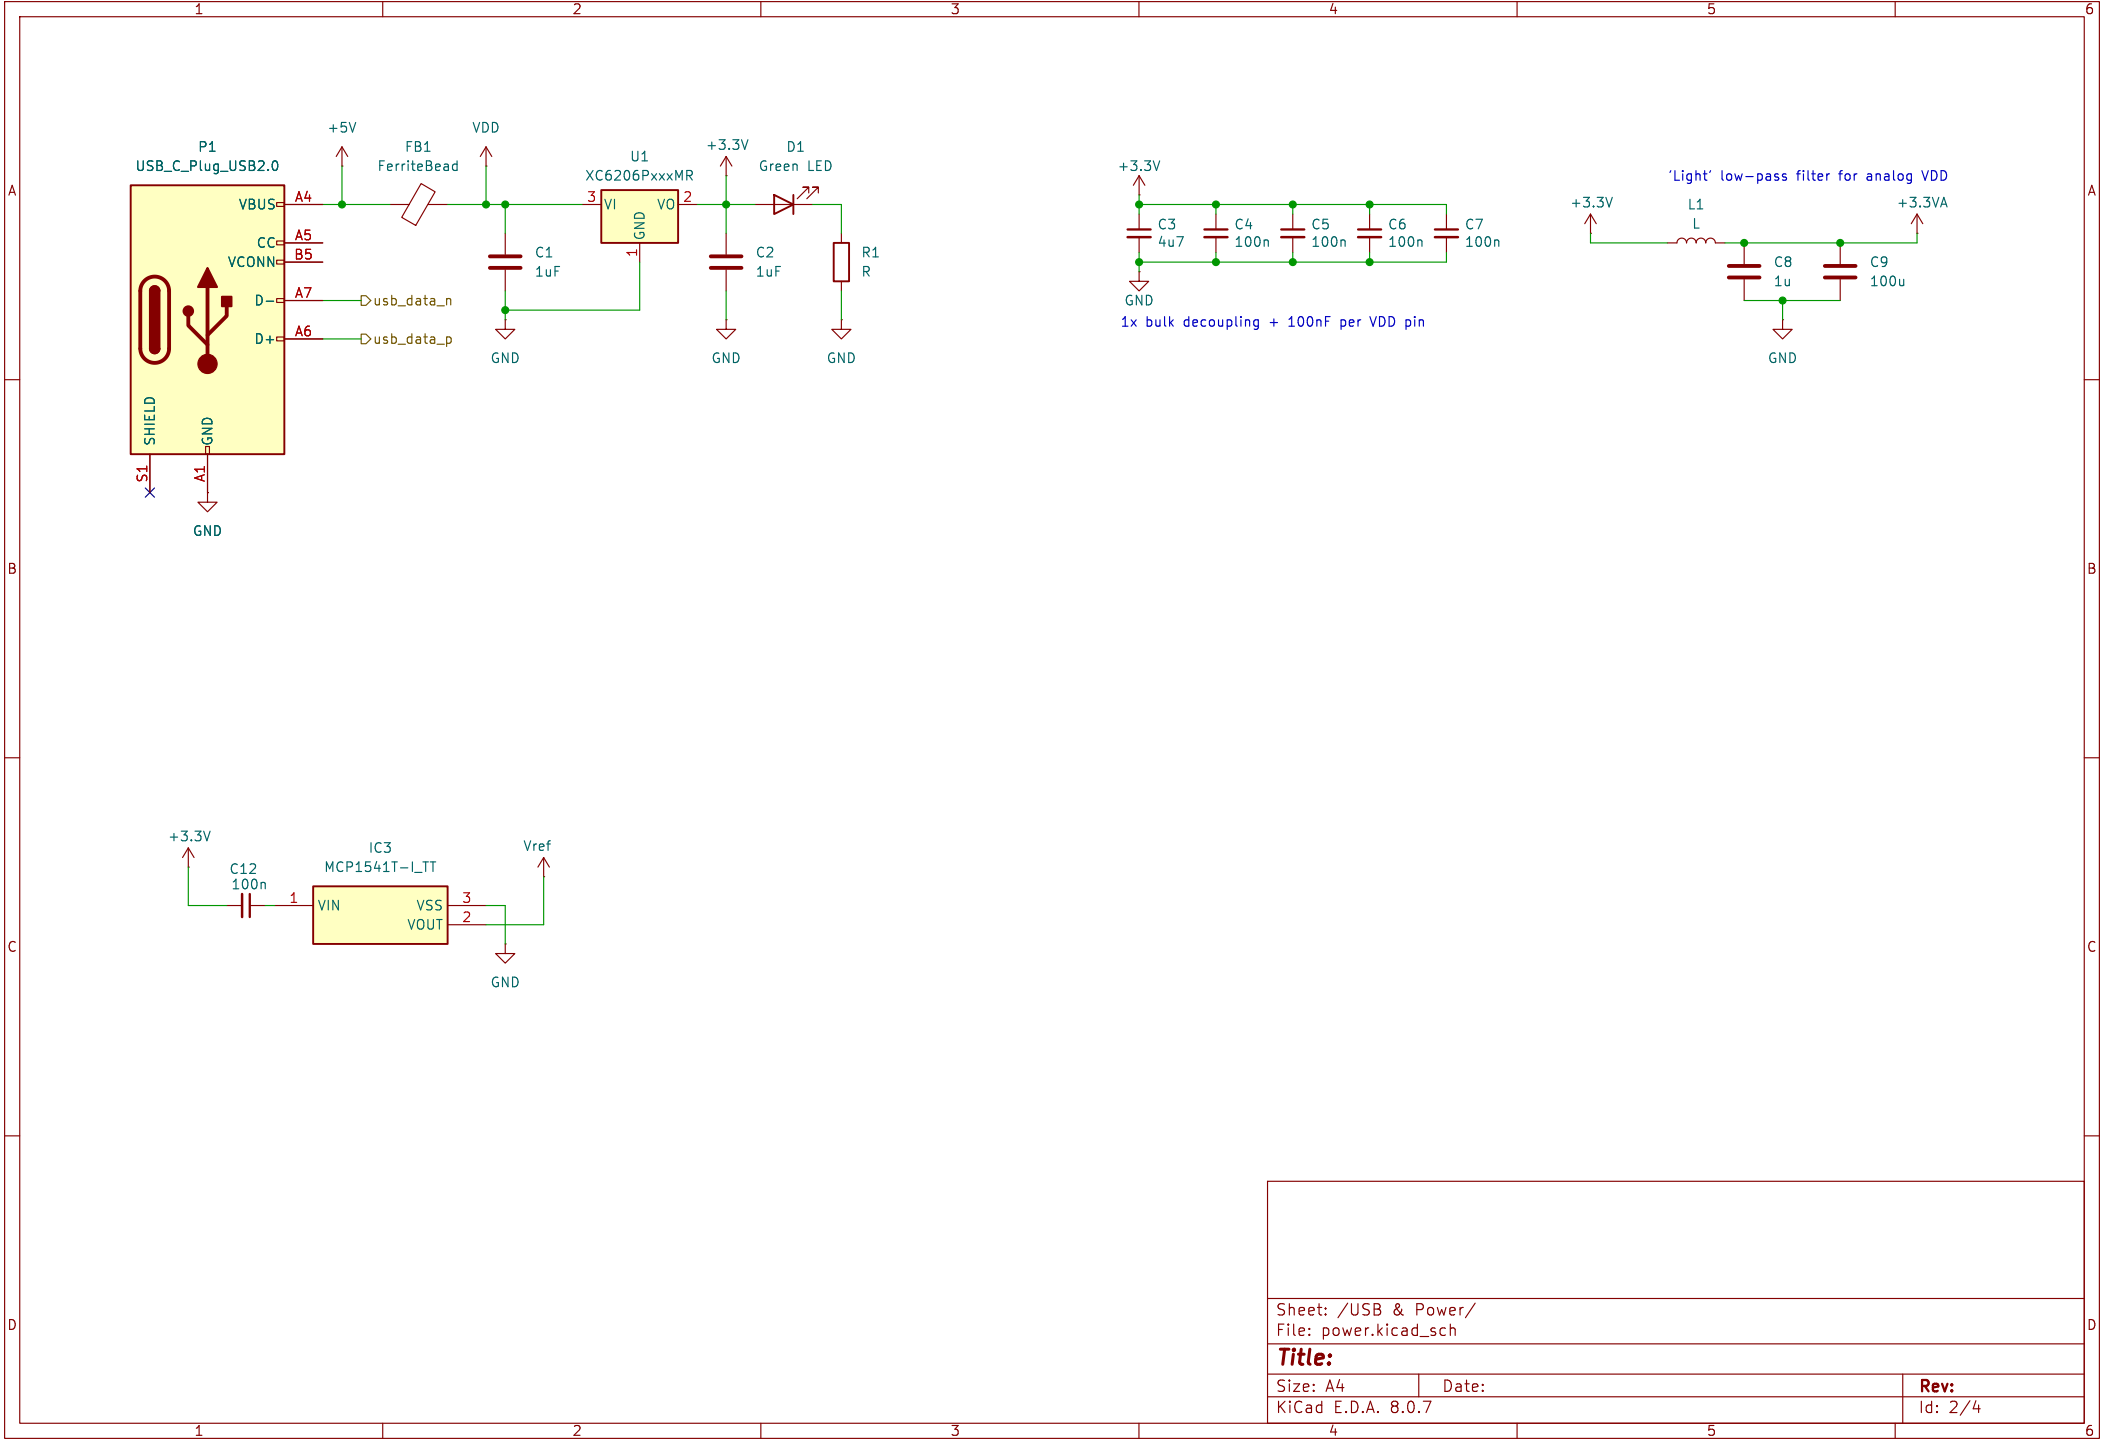 1 2 3 4 5 6
A
B
C
D
A
B
C
D
1 2 3 4 5 6
P1
USB_C_Plug_USB2.0
VBUS A4
CC A5
VCONN B5
D- A7
D+ A6
SHIELD
GND
S1
A1
GND
usb_data_n
usb_data_p
+5V
FB1
FerriteBead
VDD
C1
1uF
GND
U1
XC6206PxxxMR
3 VI
VO 2
GND
1
+3.3V
C2
1uF
GND
D1
Green LED
R1
R
GND
+3.3V
C3
4u7
C4
100n
C5
100n
C6
100n
C7
100n
GND
1x bulk decoupling + 100nF per VDD pin
'Light' low-pass filter for analog VDD
+3.3V
L1
L
+3.3VA
C8
1u
C9
100u
GND
+3.3V
C12
100n
IC3
MCP1541T-I_TT
1 VIN
VSS 3
VOUT 2
Vref
GND
Sheet: /USB & Power/
File: power.kicad_sch
Title:
Size: A4 Date: Rev:
KiCad E.D.A. 8.0.7 Id: 2/4